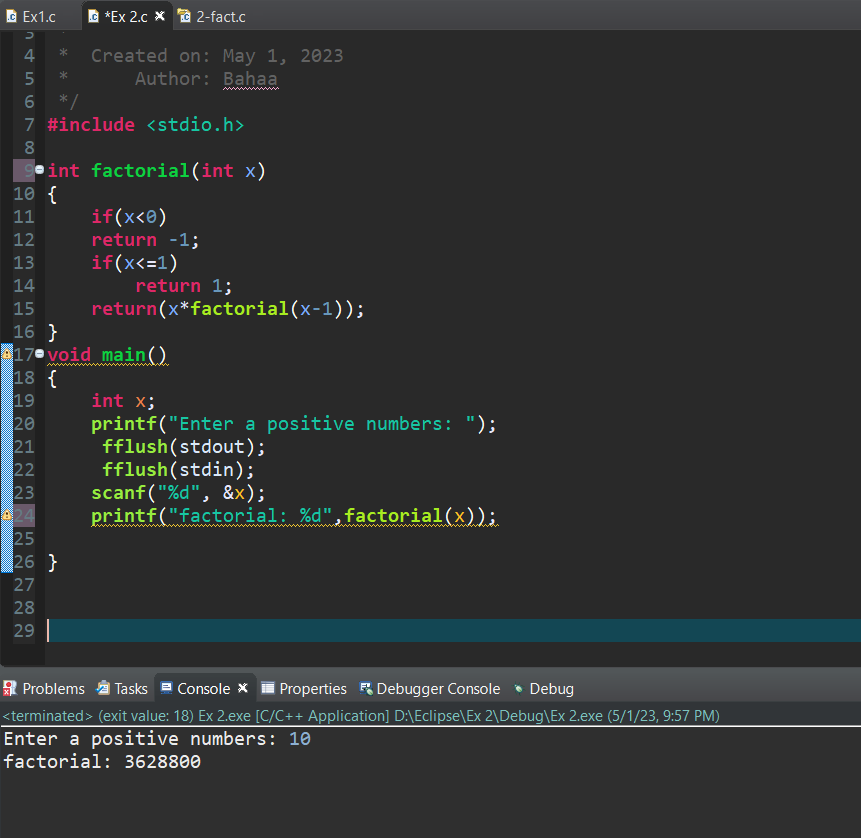 Ex1.c *Ex 2.c 2-fact.c
3 *
4 *  Created on: May 1, 2023
5 *      Author: Bahaa
6 */
7 #include <stdio.h>
8
9 int factorial(int x)
10 {
11     if(x<0)
12     return -1;
13     if(x<=1)
14         return 1;
15     return(x*factorial(x-1));
16 }
17 void main()
18 {
19     int x;
20     printf("Enter a positive numbers: ");
21      fflush(stdout);
22      fflush(stdin);
23     scanf("%d", &x);
24     printf("factorial: %d",factorial(x));
25
26 }
27
28
29
Problems Tasks Console Properties Debugger Console Debug
<terminated> (exit value: 18) Ex 2.exe [C/C++ Application] D:\Eclipse\Ex 2\Debug\Ex 2.exe (5/1/23, 9:57 PM)
Enter a positive numbers: 10
factorial: 3628800